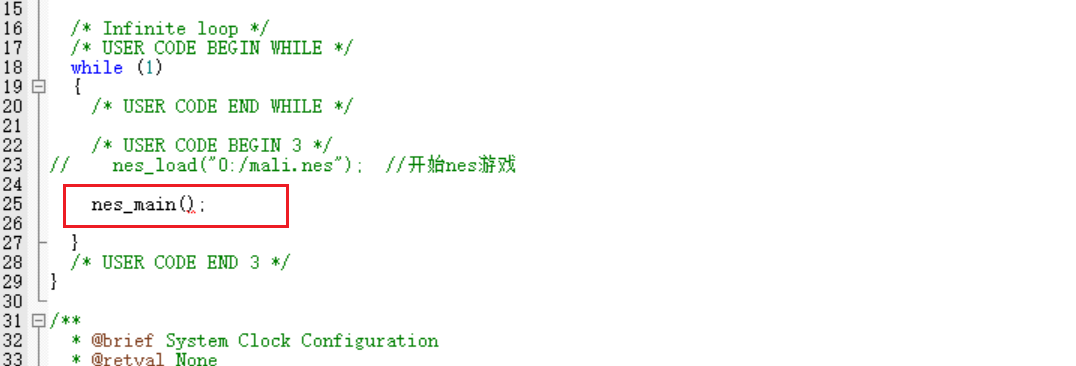 15
16 /* Infinite loop */
17 /* USER CODE BEGIN WHILE */
18 while (1)
19 {
20 /* USER CODE END WHILE */
21
22 /* USER CODE BEGIN 3 */
23 // nes_load("0:/mali.nes"); //开始nes游戏
24
25 nes_main();
26
27 }
28 /* USER CODE END 3 */
29 }
30
31 /**
32 * @brief System Clock Configuration
33 * @retval None